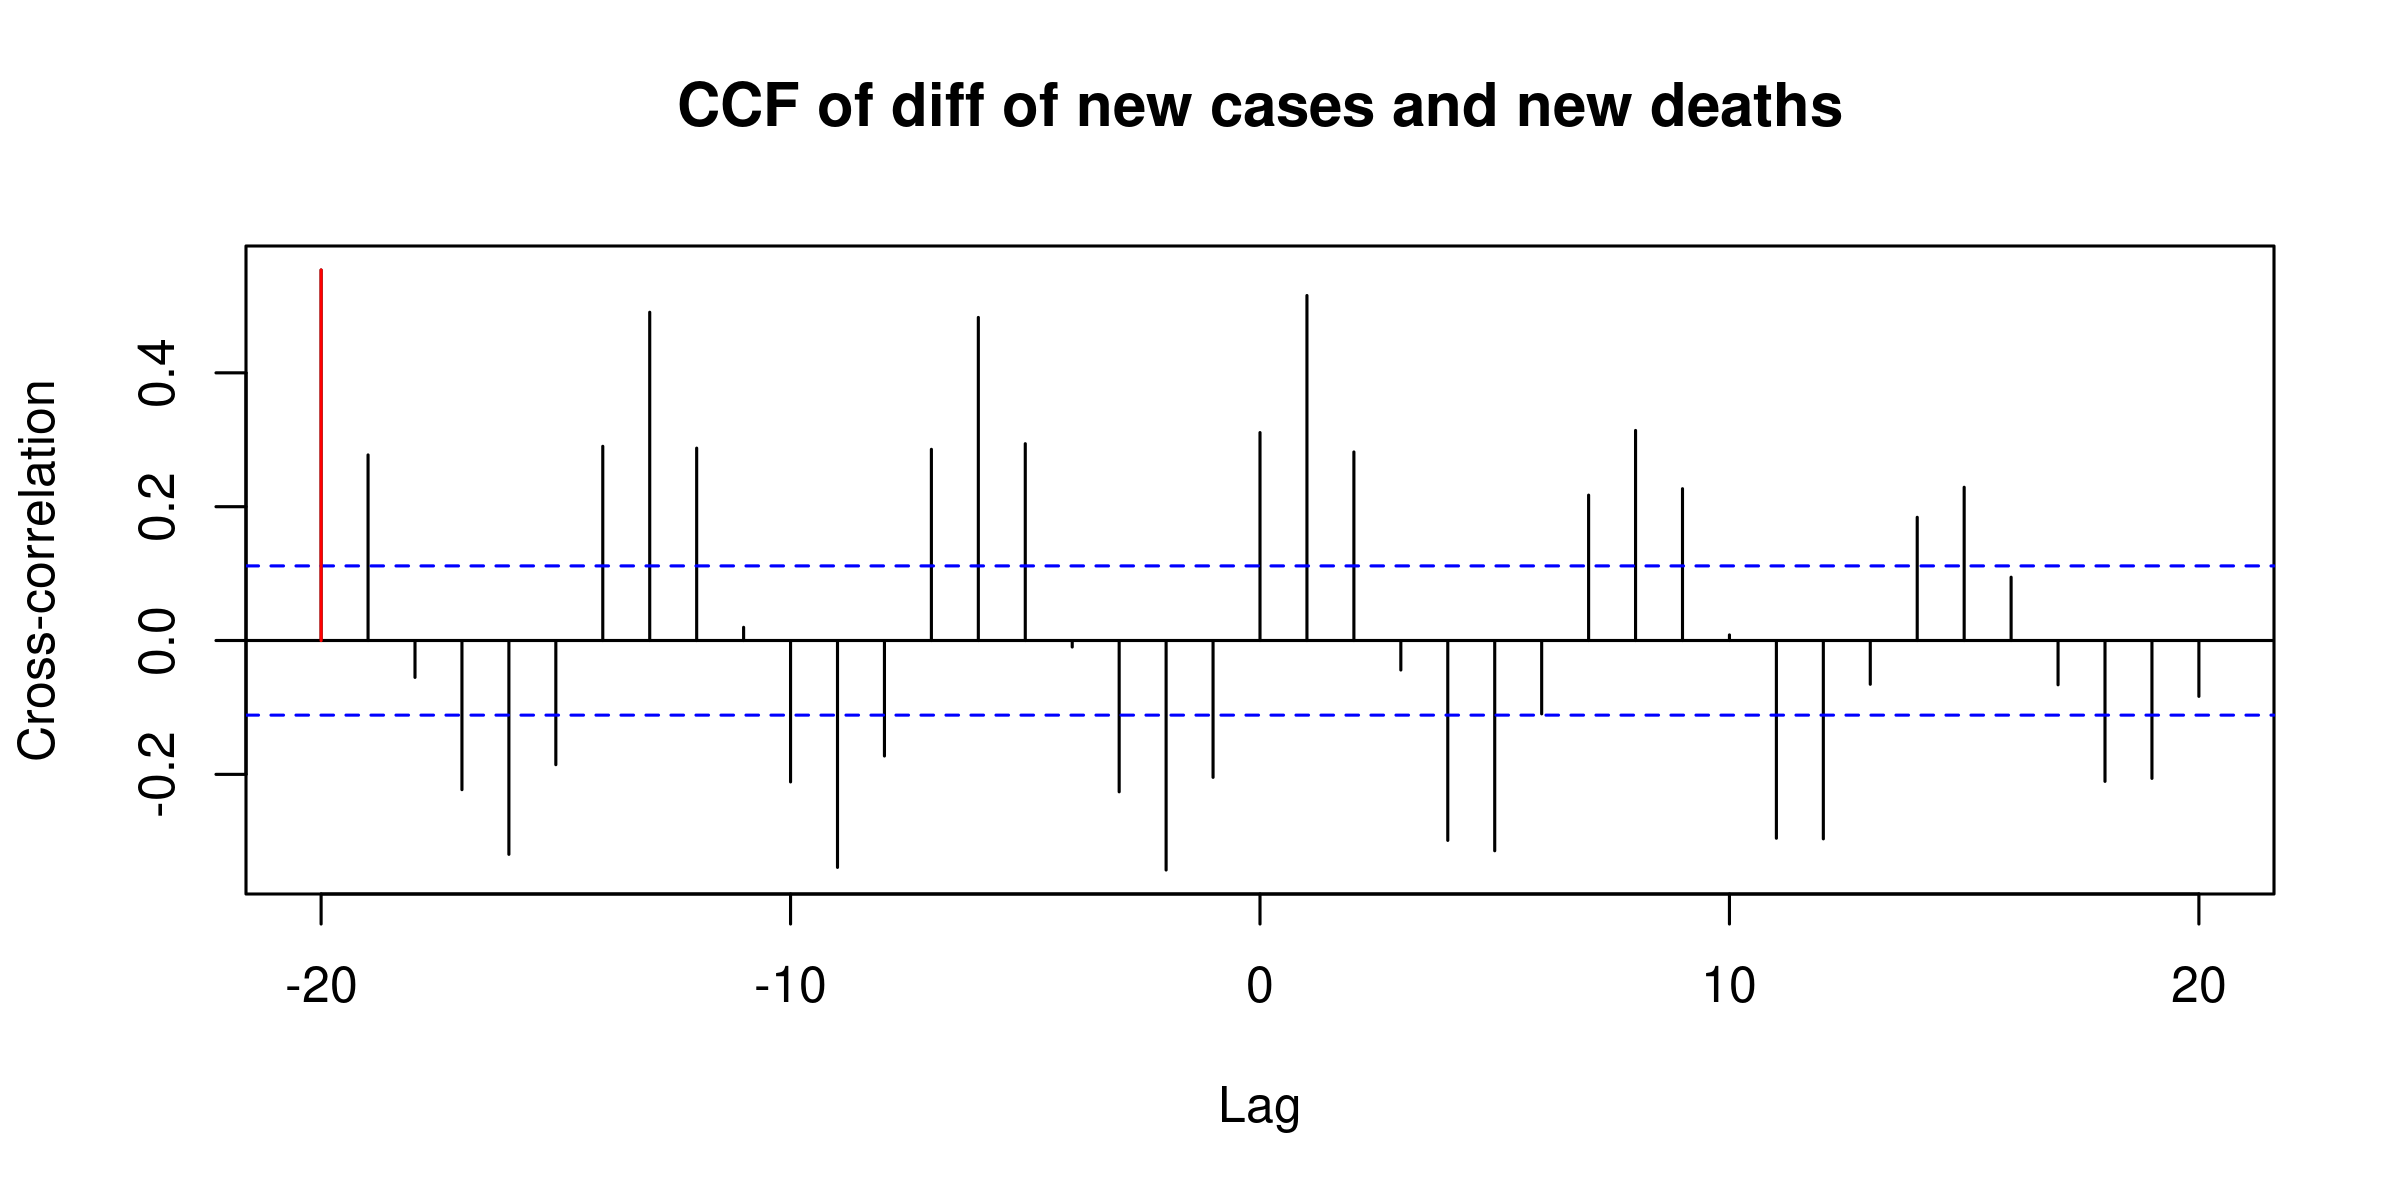 CCF of diff of new cases and new deaths
Cross-correlation
0.4
0.2
0.0
-0.2
-20 -10 0 10 20
Lag